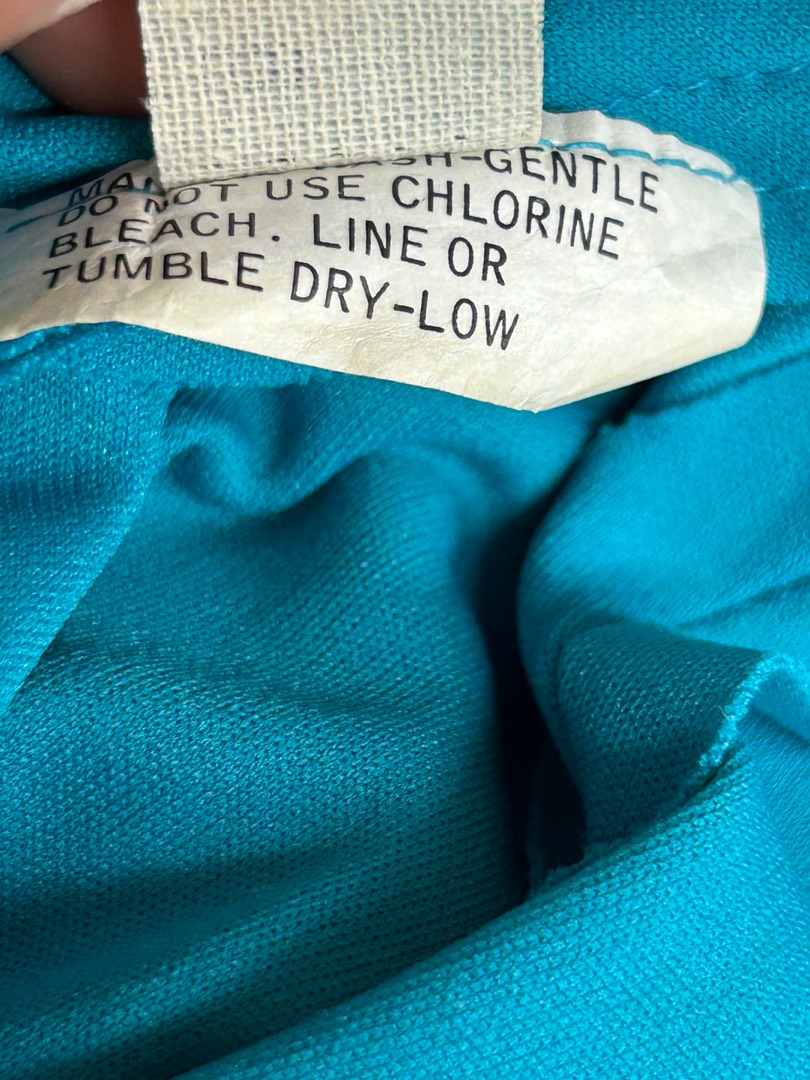 -GENTLE
DO NOT USE CHLORINE
BLEACH. LINE OR
TUMBLE DRY-LOW